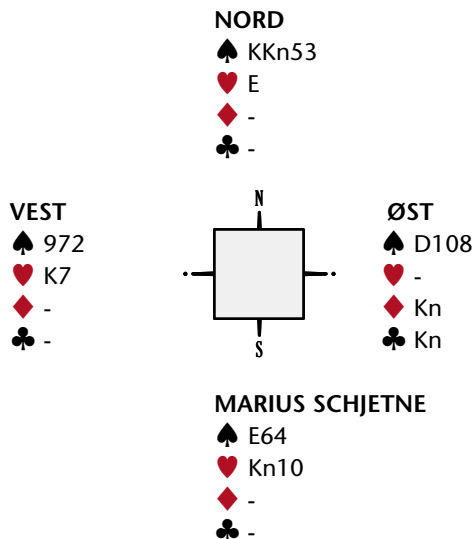 NORD
♠ KKn53
♥ E
♦ -
♣ -
VEST
♠ 972
♥ K7
♦ -
♣ -
N
S
ØST
♠ D108
♥ -
♦ Kn
♣ Kn
MARIUS SCHJETNE
♠ E64
♥ Kn10
♦ -
♣ -